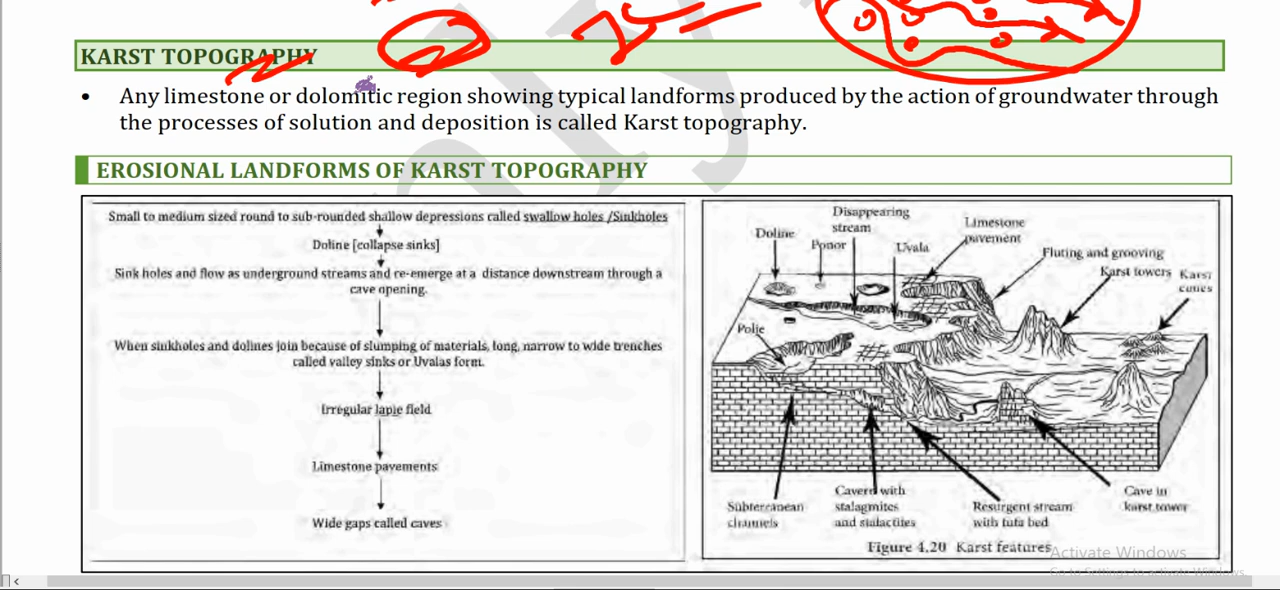 KARST TOPOGRAPHY
• Any limestone or dolomitic region showing typical landforms produced by the action of groundwater through
the processes of solution and deposition is called Karst topography.
EROSIONAL LANDFORMS OF KARST TOPOGRAPHY
Small to medium sized round to sub-rounded shallow depressions called swallow holes /Sinkholes
Doline [collapse sinks]
Sink holes and flow as underground streams and re-emerge at a distance downstream through a
cave opening.
When sinkholes and dolines join because of slumping of materials, long, narrow to wide trenches
called valley sinks or Uvalas form.
Irregular lapie field
Limestone pavements
Wide gaps called caves
Disappearing
stream
Limestone
pavement
Doline
Ponor
Uvala
Fluting and grooving
Karst towers
Karst
cones
Polje
Subterranean
channels
Cavern with
stalagmites
and stalactites
Resurgent stream
with tufa bed
Cave in
karst tower
Figure 4.20 Karst features
Activate Windows
Go to Settings to activate Windows.